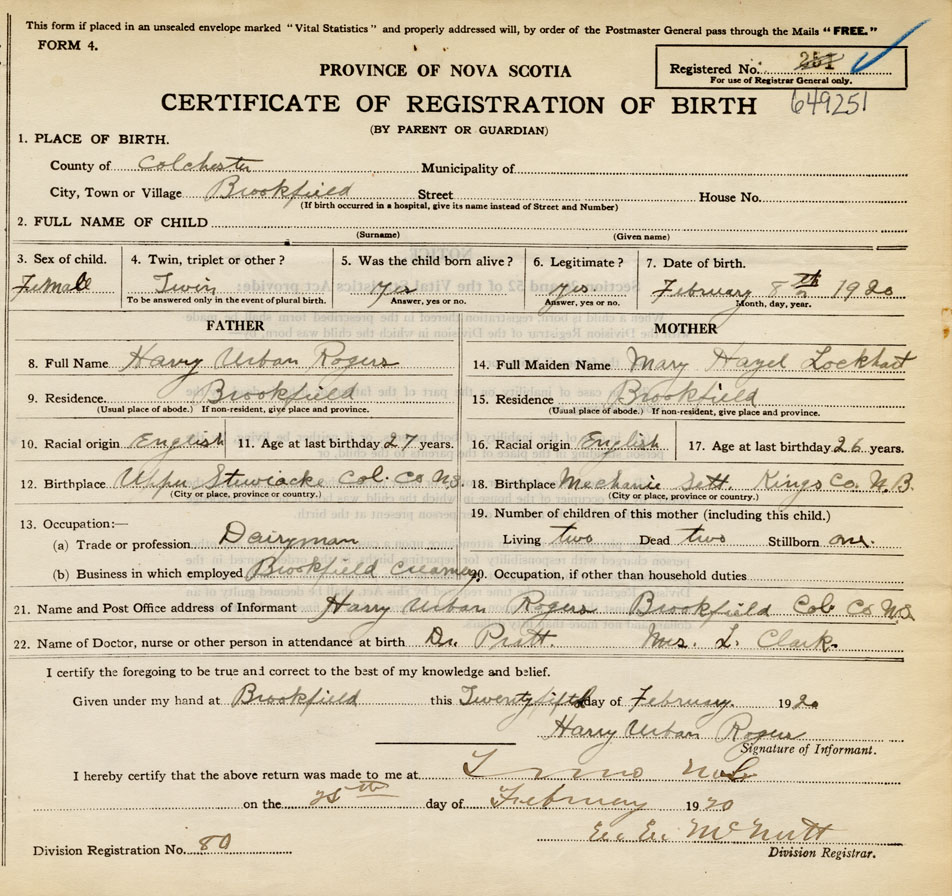 This form if placed in an unsealed envelope marked "Vital Statistics" and properly addressed will, by order of the Postmaster General pass through the Mails "FREE."
FORM 4.
Registered No. 251
For use of Registrar General only.
649251
PROVINCE OF NOVA SCOTIA
CERTIFICATE OF REGISTRATION OF BIRTH
(BY PARENT OR GUARDIAN)
1. PLACE OF BIRTH.
County of Colchester Municipality of
City, Town or Village Brookfield Street House No.
(If birth occurred in a hospital, give its name instead of Street and Number)
2. FULL NAME OF CHILD
(Surname) (Given name)
3. Sex of child. 4. Twin, triplet or other? 5. Was the child born alive? 6. Legitimate? 7. Date of birth.
Female Twin yes yes. February 8th 1920
To be answered only in the event of plural birth. Answer, yes or no. Answer, yes or no. Month, day, year.
FATHER MOTHER
8. Full Name Harry Urban Rogers 14. Full Maiden Name Mary Hazel Lockhart
9. Residence. Brookfield 15. Residence Brookfield
(Usual place of abode.) If non-resident, give place and province. (Usual place of abode.) If non-resident, give place and province.
10. Racial origin English 11. Age at last birthday 27 years. 16. Racial origin English 17. Age at last birthday 26 years.
12. Birthplace Upper Stewiacke Col. Co NS. 18. Birthplace Mechanic Sett. Kings Co. N.B
(City or place, province or country.) (City or place, province or country.)
13. Occupation:— 19. Number of children of this mother (including this child.)
(a) Trade or profession Dairyman Living two Dead two Stillborn one.
(b) Business in which employed Brookfield Creamery 20. Occupation, if other than household duties
21. Name and Post Office address of Informant Harry Urban Rogers Brookfield Col. Co NS
22. Name of Doctor, nurse or other person in attendance at birth Dr. Pratt. Mrs. L. Clark.
I certify the foregoing to be true and correct to the best of my knowledge and belief.
Given under my hand at Brookfield this Twenty fifth day of February. 1920
Harry Urban Rogers
Signature of Informant.
I hereby certify that the above return was made to me at N.S.
on the 25th day of February 1920
E. E. McNutt
Division Registration No. 80 Division Registrar.